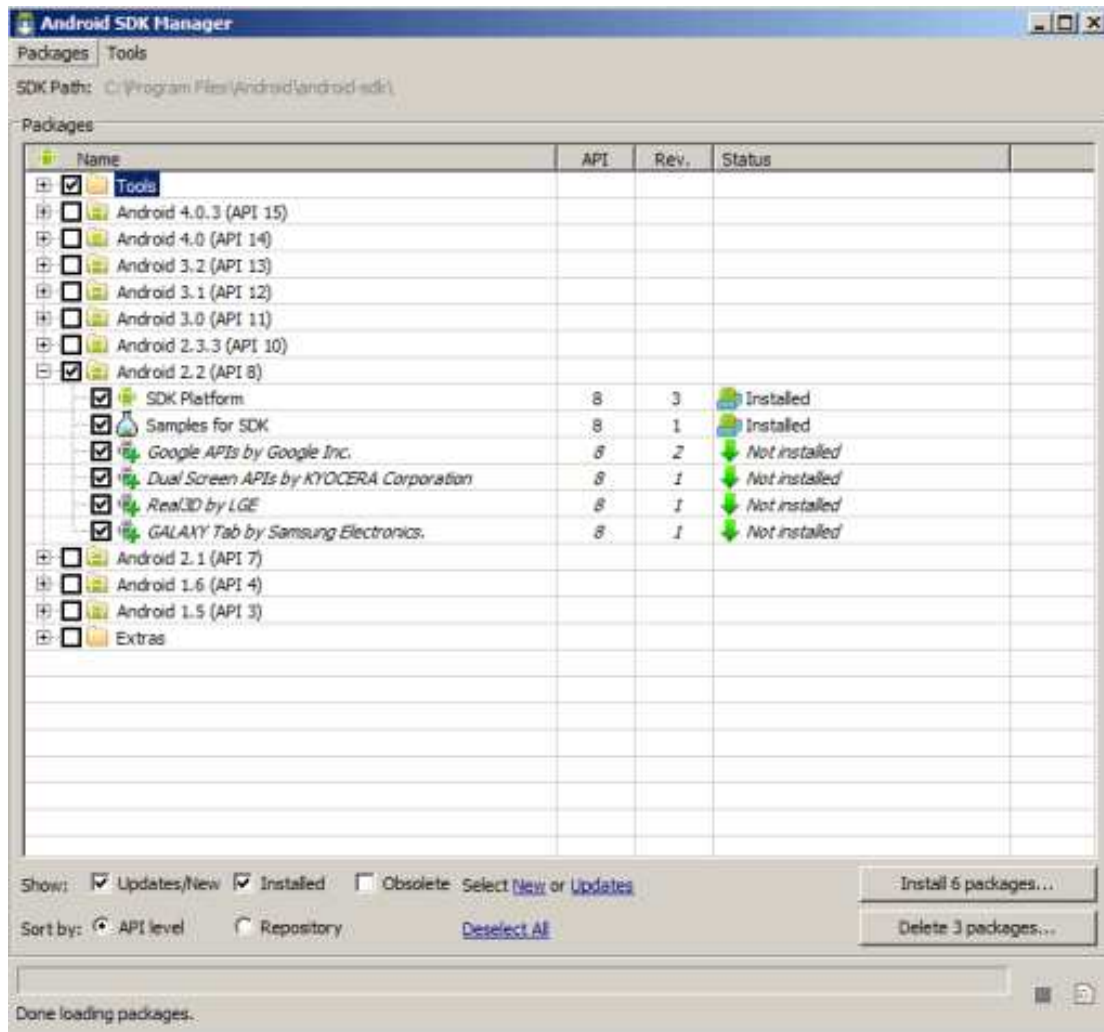 Android SDK Manager
Packages Tools
SDK Path: C:\Program Files\Android\android-sdk\
Packages
Name API Rev. Status
Tools
Android 4.0.3 (API 15)
Android 4.0 (API 14)
Android 3.2 (API 13)
Android 3.1 (API 12)
Android 3.0 (API 11)
Android 2.3.3 (API 10)
Android 2.2 (API 8)
SDK Platform 8 3 Installed
Samples for SDK 8 1 Installed
Google APIs by Google Inc. 8 2 Not installed
Dual Screen APIs by KYOCERA Corporation 8 1 Not installed
Real3D by LGE 8 1 Not installed
GALAXY Tab by Samsung Electronics. 8 1 Not installed
Android 2.1 (API 7)
Android 1.6 (API 4)
Android 1.5 (API 3)
Extras
Show: Updates/New Installed Obsolete Select New or Updates Install 6 packages...
Sort by: API level Repository Deselect All Delete 3 packages...
Done loading packages.